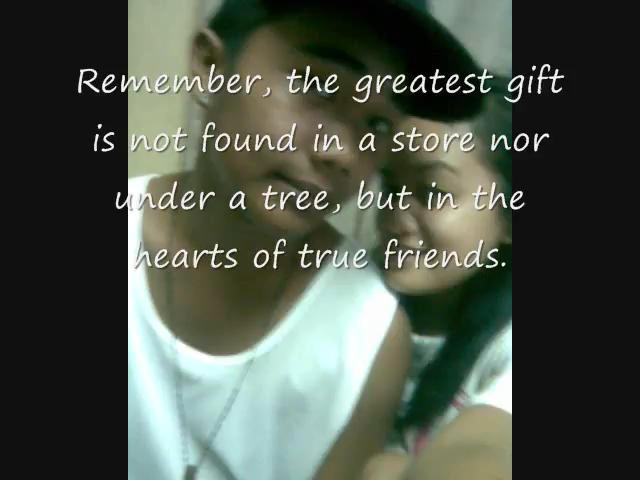 Remember, the greatest gift
is not found in a store nor
under a tree, but in the
hearts of true friends.